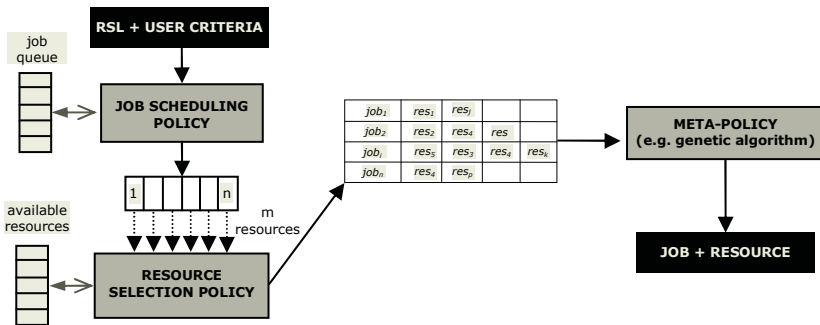 RSL + USER CRITERIA
job
queue
JOB SCHEDULING
POLICY
1 n
available
resources
m
resources
RESOURCE
SELECTION POLICY
job1 res1 resl
job2 res2 res4 res
jobi res5 res3 res4 resk
jobn res4 resp
META-POLICY
(e.g. genetic algorithm)
JOB + RESOURCE